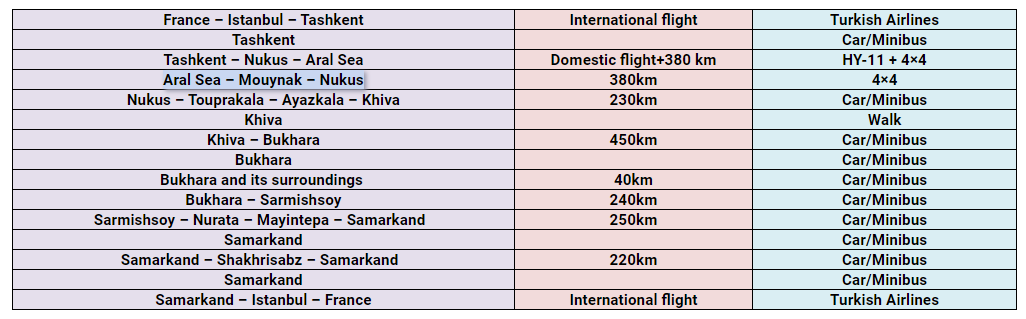 France – Istanbul – Tashkent International flight Turkish Airlines
Tashkent Car/Minibus
Tashkent – Nukus – Aral Sea Domestic flight+380 km HY-11 + 4×4
Aral Sea – Mouynak – Nukus 380km 4×4
Nukus – Touprakala – Ayazkala – Khiva 230km Car/Minibus
Khiva Walk
Khiva – Bukhara 450km Car/Minibus
Bukhara Car/Minibus
Bukhara and its surroundings 40km Car/Minibus
Bukhara – Sarmishsoy 240km Car/Minibus
Sarmishsoy – Nurata – Mayintepa – Samarkand 250km Car/Minibus
Samarkand Car/Minibus
Samarkand – Shakhrisabz – Samarkand 220km Car/Minibus
Samarkand Car/Minibus
Samarkand – Istanbul – France International flight Turkish Airlines